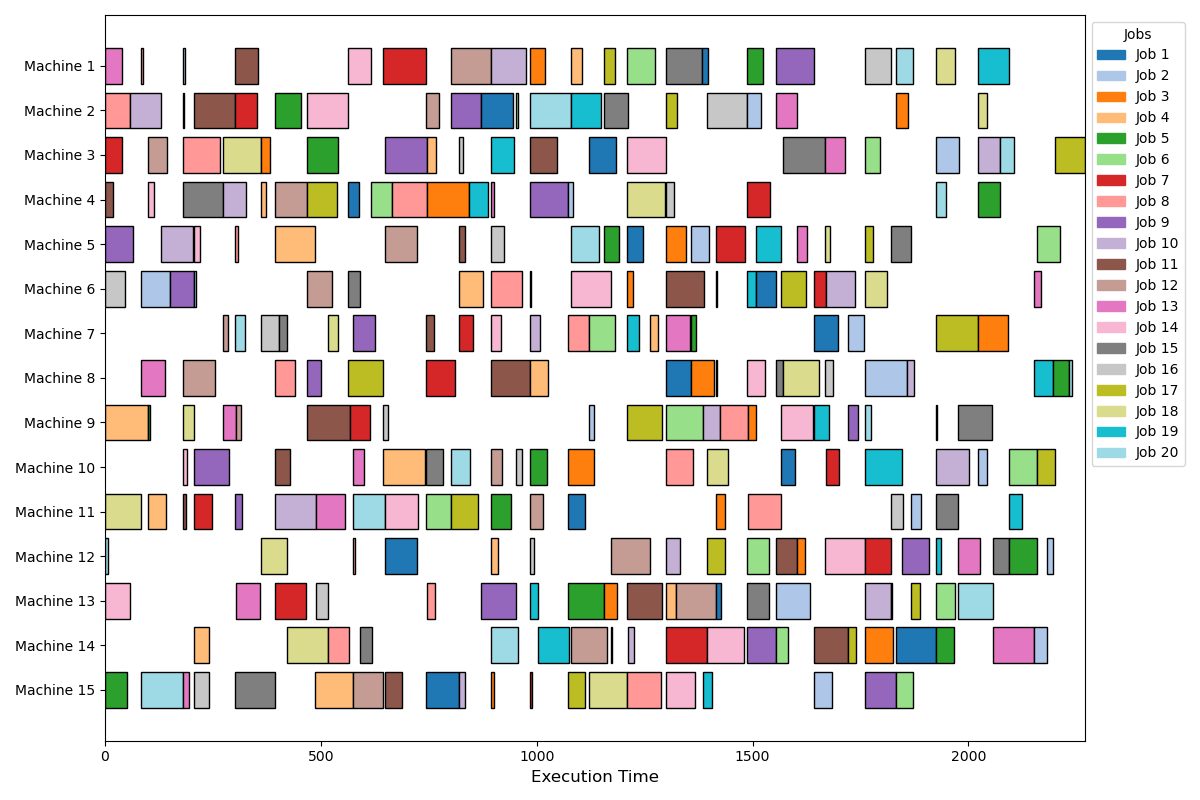 Machine 1
Machine 2
Machine 3
Machine 4
Machine 5
Machine 6
Machine 7
Machine 8
Machine 9
Machine 10
Machine 11
Machine 12
Machine 13
Machine 14
Machine 15
0
500
1000
1500
2000
Execution Time
Jobs
Job 1
Job 2
Job 3
Job 4
Job 5
Job 6
Job 7
Job 8
Job 9
Job 10
Job 11
Job 12
Job 13
Job 14
Job 15
Job 16
Job 17
Job 18
Job 19
Job 20